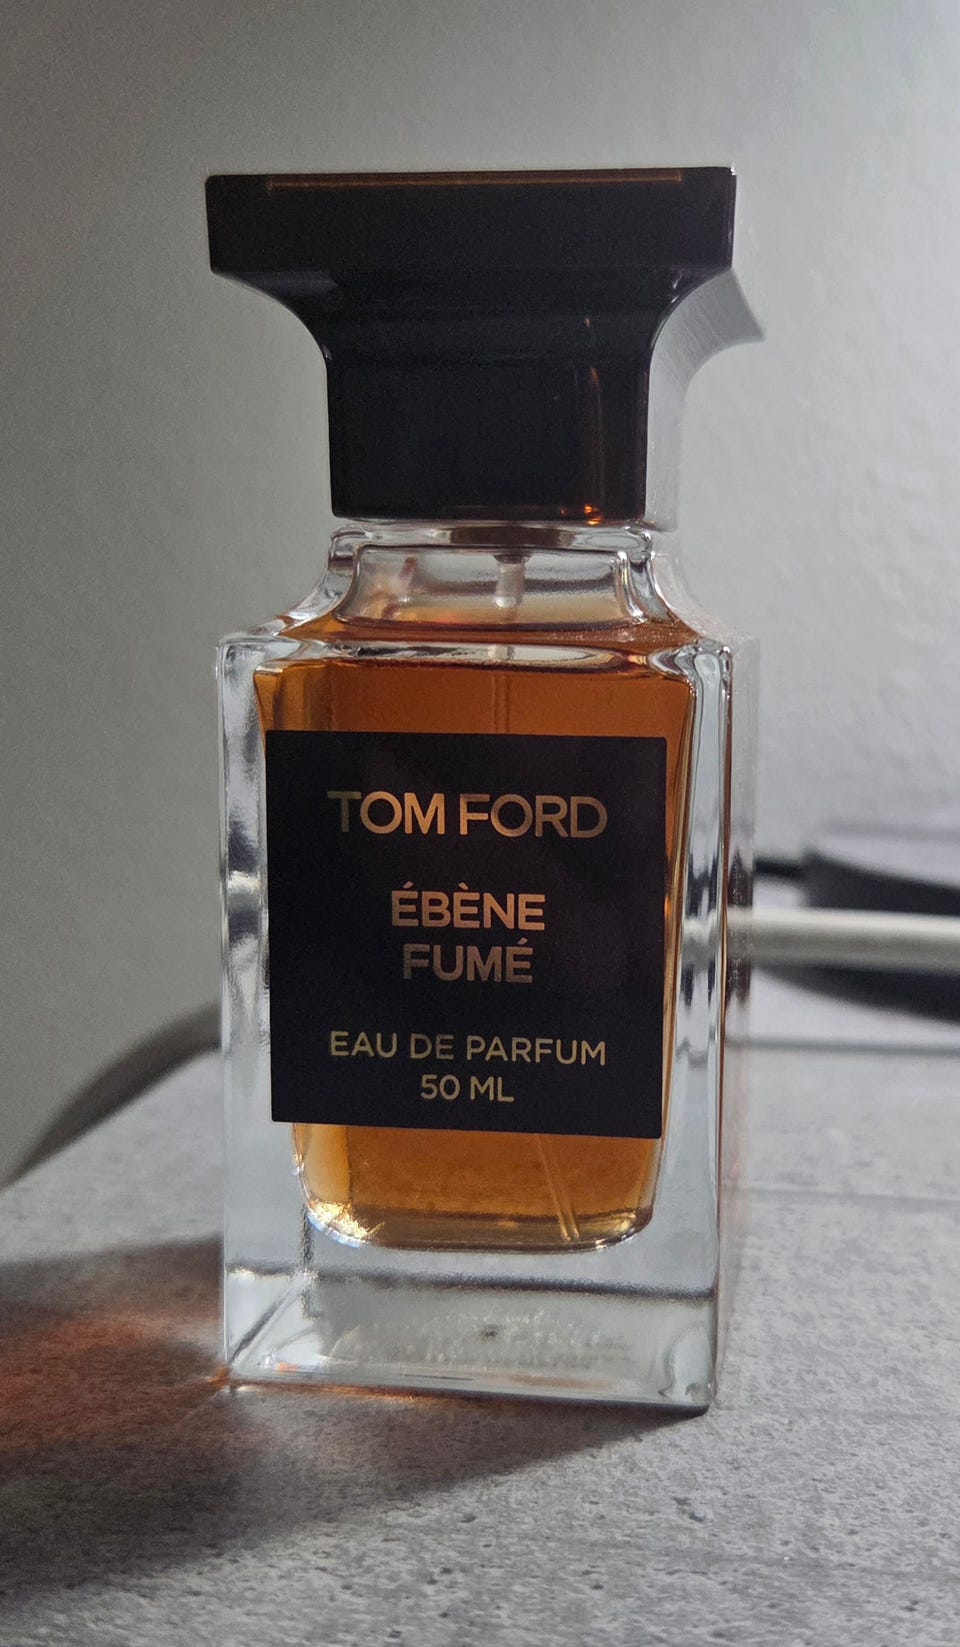 TOM FORD
ÉBÈNE
FUMÉ
EAU DE PARFUM
50 ML